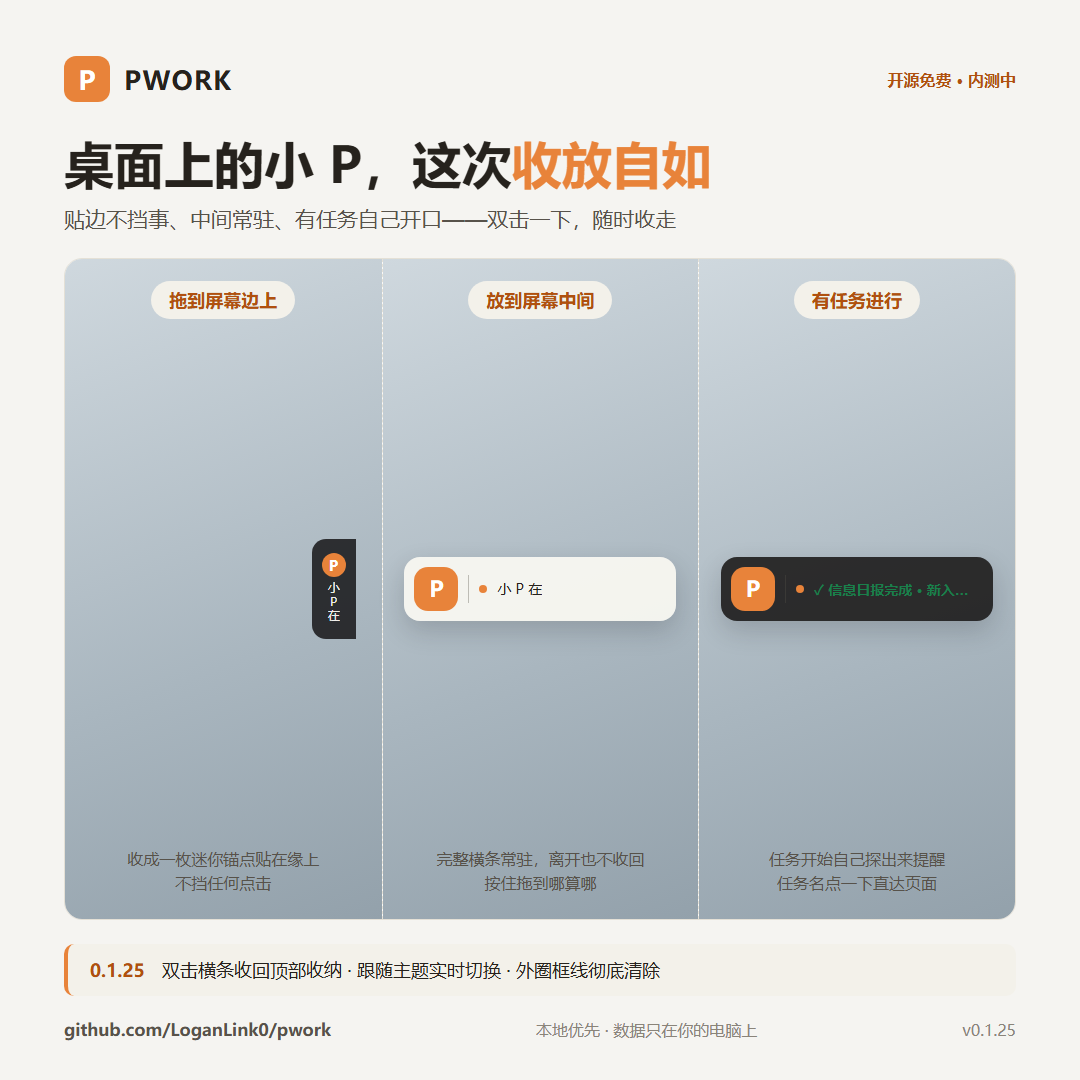 P PWORK
开源免费 • 内测中
桌面上的小 P，这次收放自如
贴边不挡事、中间常驻、有任务自己开口——双击一下，随时收走
拖到屏幕边上
放到屏幕中间
有任务进行
P
小
P
在
P 小 P 在
P ✓ 信息日报完成 • 新入...
收成一枚迷你锚点贴在缘上
不挡任何点击
完整横条常驻，离开也不收回
按住拖到哪算哪
任务开始自己探出来提醒
任务名点一下直达页面
0.1.25 双击横条收回顶部收纳 · 跟随主题实时切换 · 外圈框线彻底清除
github.com/LoganLink0/pwork
本地优先 · 数据只在你的电脑上
v0.1.25